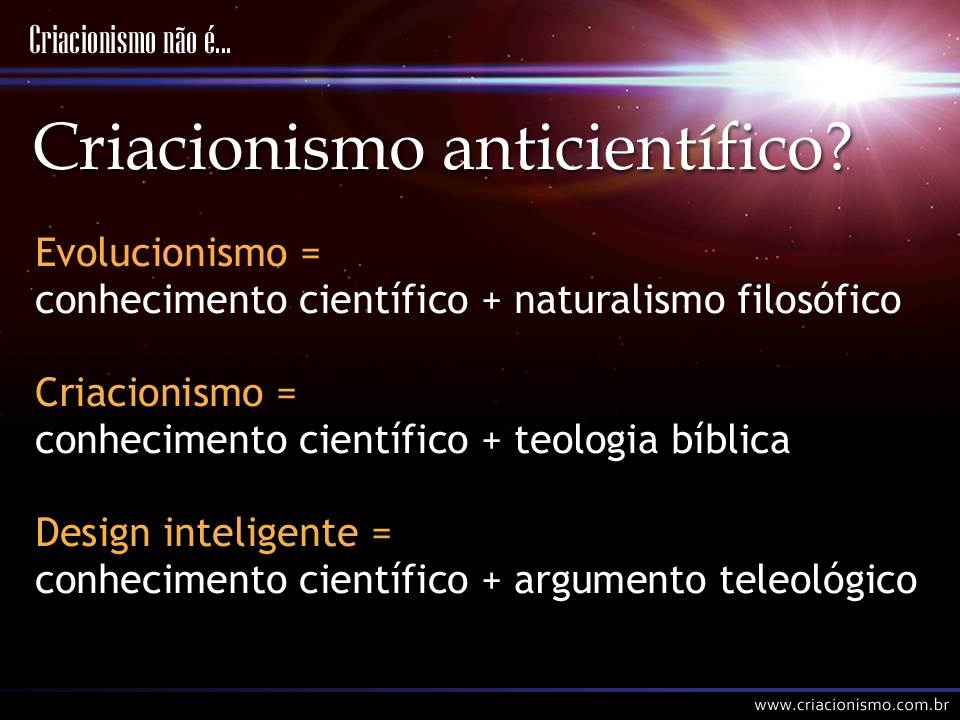 Criacionismo não é...
Criacionismo anticientífico?
Evolucionismo =
conhecimento científico + naturalismo filosófico
Criacionismo =
conhecimento científico + teologia bíblica
Design inteligente =
conhecimento científico + argumento teleológico
www.criacionismo.com.br